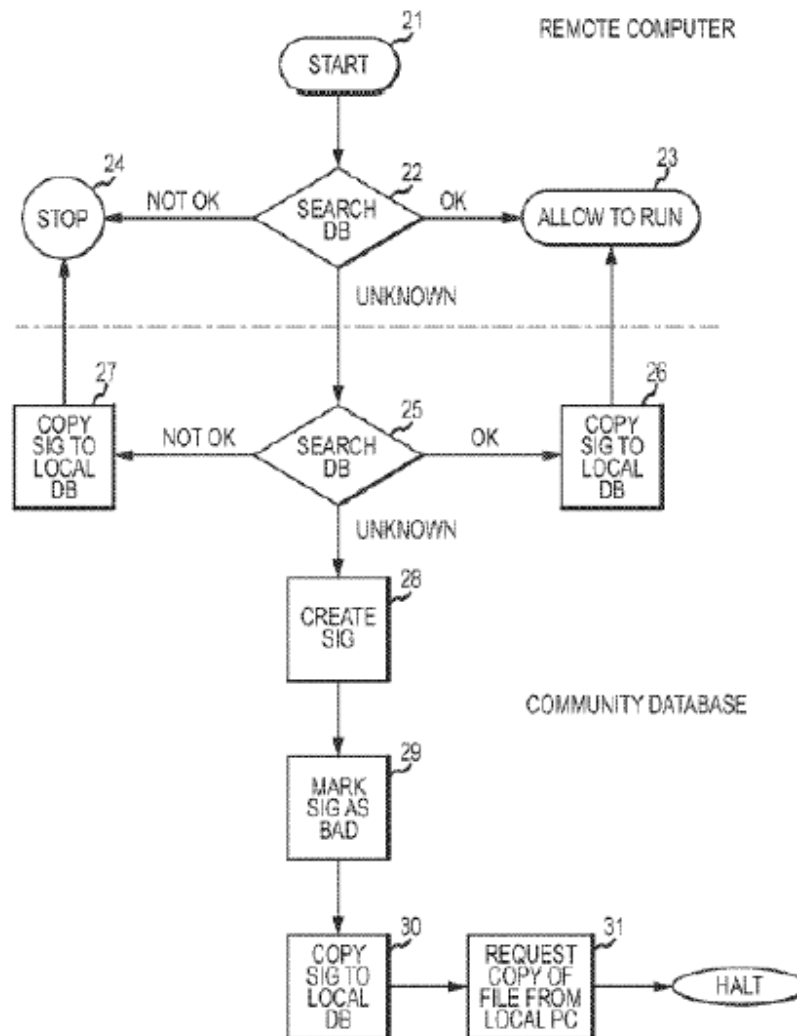 21
REMOTE COMPUTER
START
24
22
23
NOT OK
OK
STOP
SEARCH
DB
ALLOW TO RUN
UNKNOWN
27
25
26
COPY
SIG TO
LOCAL
DB
NOT OK
SEARCH
DB
OK
COPY
SIG TO
LOCAL
DB
UNKNOWN
28
CREATE
SIG
COMMUNITY DATABASE
29
MARK
SIG AS
BAD
30
31
COPY
SIG TO
LOCAL
DB
REQUEST
COPY OF
FILE FROM
LOCAL PC
HALT